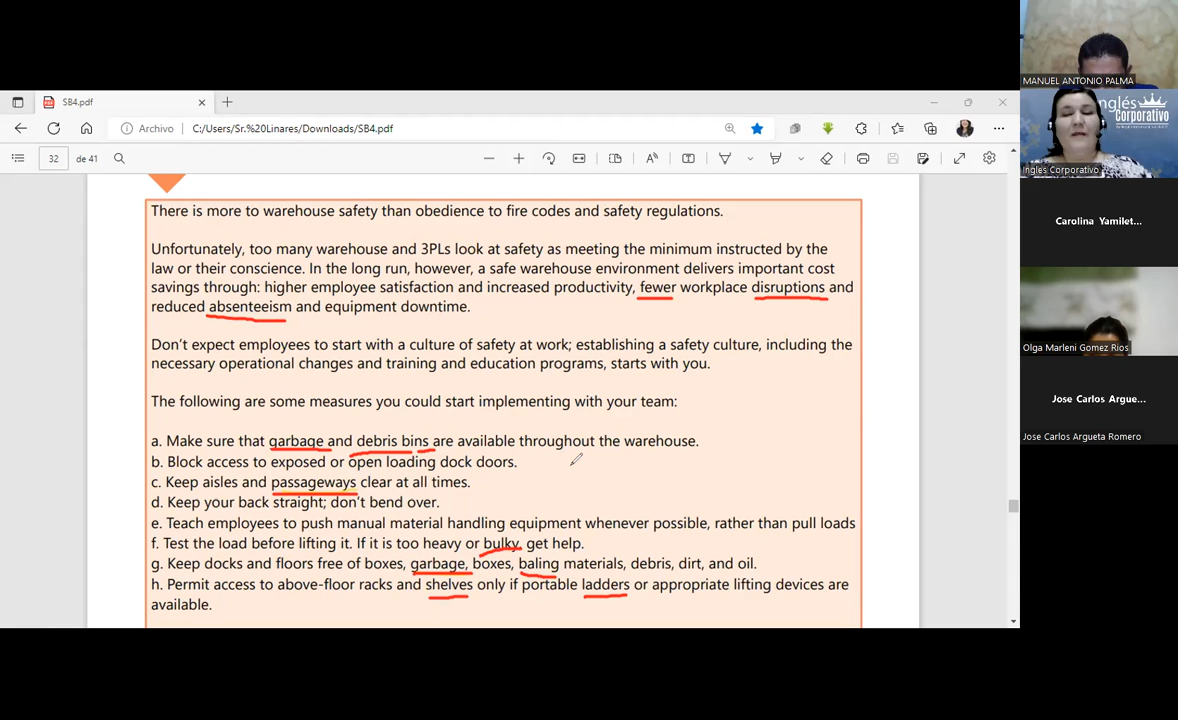 SB4.pdf
Archivo
C:/Users/Sr.%20Linares/Downloads/SB4.pdf
32
de 41
There is more to warehouse safety than obedience to fire codes and safety regulations.
Unfortunately, too many warehouse and 3PLs look at safety as meeting the minimum instructed by the
law or their conscience. In the long run, however, a safe warehouse environment delivers important cost
savings through: higher employee satisfaction and increased productivity, fewer workplace disruptions and
reduced absenteeism and equipment downtime.
Don't expect employees to start with a culture of safety at work; establishing a safety culture, including the
necessary operational changes and training and education programs, starts with you.
The following are some measures you could start implementing with your team:
a. Make sure that garbage and debris bins are available throughout the warehouse.
b. Block access to exposed or open loading dock doors.
c. Keep aisles and passageways clear at all times.
d. Keep your back straight; don't bend over.
e. Teach employees to push manual material handling equipment whenever possible, rather than pull loads
f. Test the load before lifting it. If it is too heavy or bulky, get help.
g. Keep docks and floors free of boxes, garbage, boxes, baling materials, debris, dirt, and oil.
h. Permit access to above-floor racks and shelves only if portable ladders or appropriate lifting devices are
available.
MANUEL ANTONIO PALMA
Inglés
Corporativo
Ingles Corporativo
Carolina Yamilet...
Olga Marleni Gomez Rios
Jose Carlos Argue...
Jose Carlos Argueta Romero